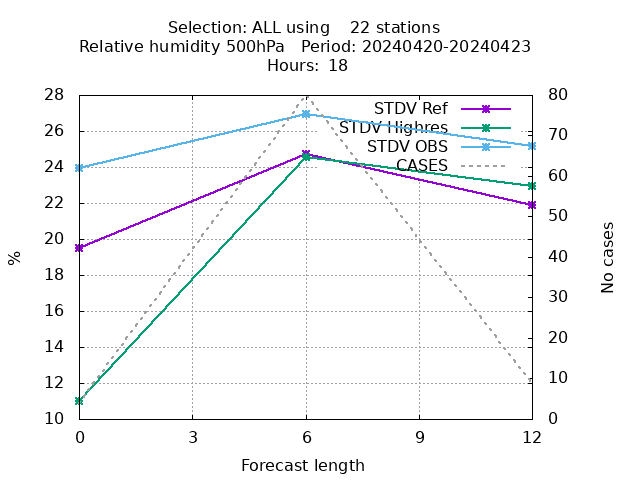 Selection: ALL using 22 stations
Relative humidity 500hPa Period: 20240420-20240423
Hours: 18
28
26
24
22
20
18
16
14
12
10
%
STDV Ref
STDV Highres
STDV OBS
CASES
80
70
60
50
40
30
20
10
0
No cases
0 3 6 9 12
Forecast length